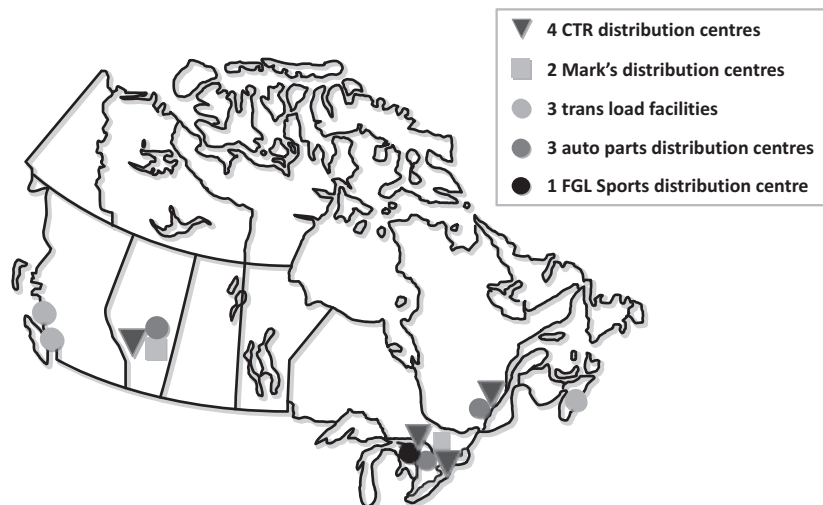 4 CTR distribution centres
2 Mark's distribution centres
3 trans load facilities
3 auto parts distribution centres
1 FGL Sports distribution centre